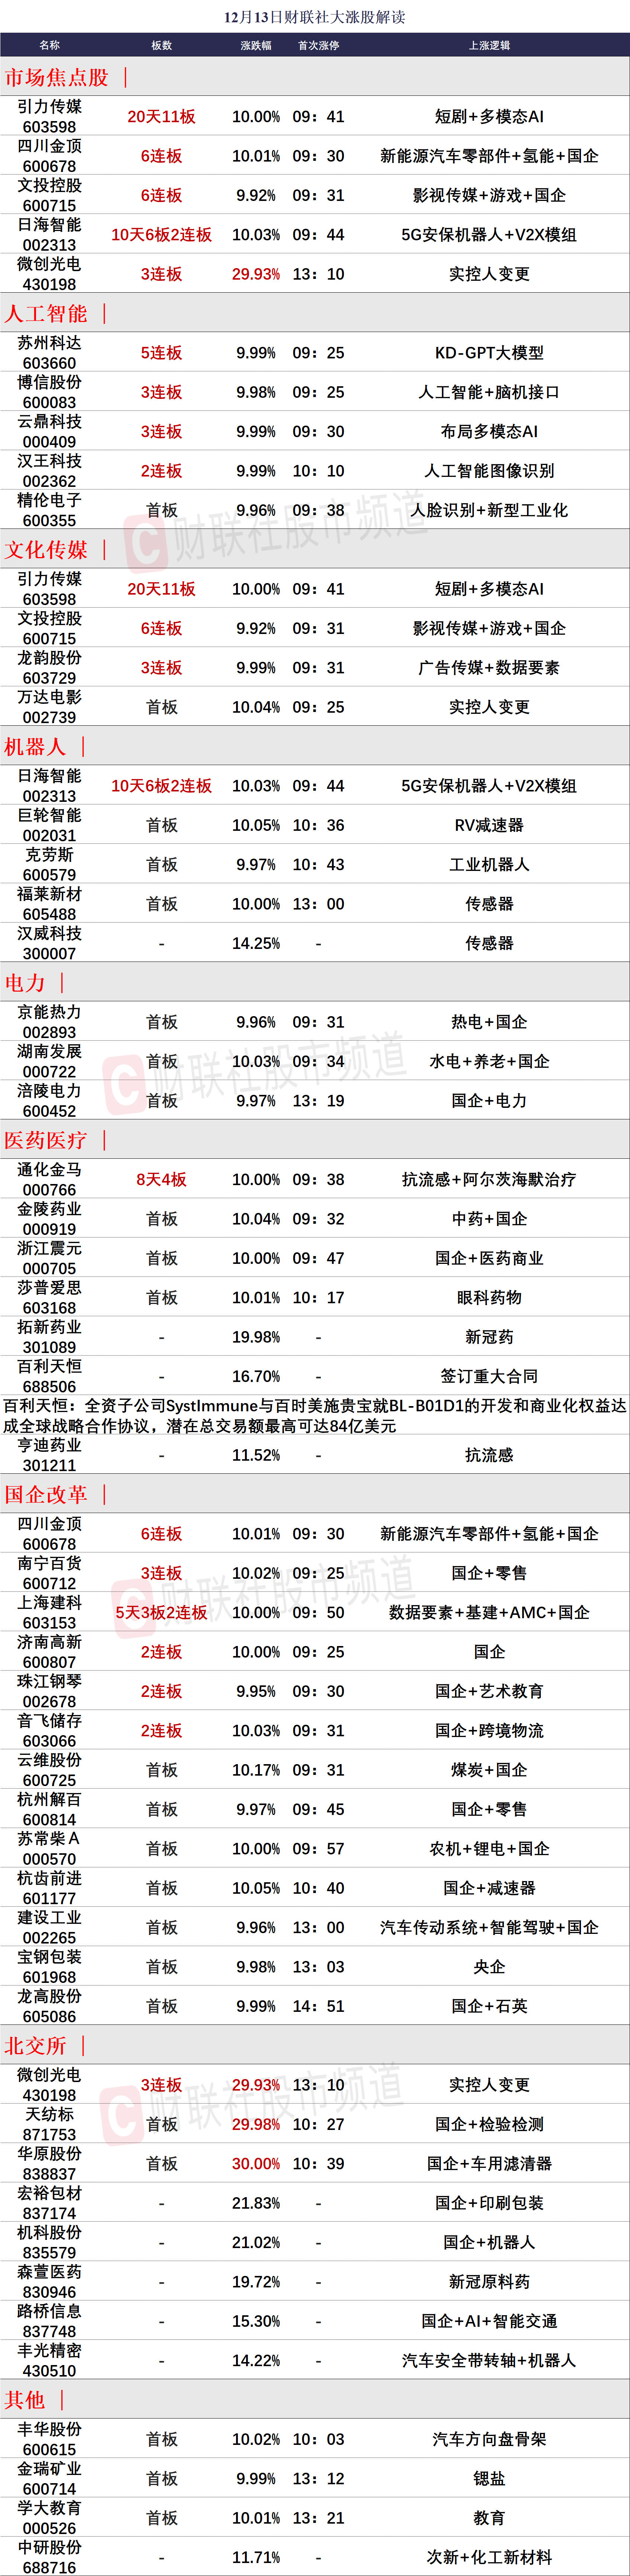 12月13日财联社大涨股解读
名称 板数 涨跌幅 首次涨停 上涨逻辑
市场焦点股 |
引力传媒
603598 20天11板 10.00% 09：41 短剧+多模态AI
四川金顶
600678 6连板 10.01% 09：30 新能源汽车零部件+氢能+国企
文投控股
600715 6连板 9.92% 09：31 影视传媒+游戏+国企
日海智能
002313 10天6板2连板 10.03% 09：44 5G安保机器人+V2X模组
微创光电
430198 3连板 29.93% 13：10 实控人变更
人工智能 |
苏州科达
603660 5连板 9.99% 09：25 KD-GPT大模型
博信股份
600083 3连板 9.98% 09：25 人工智能+脑机接口
云鼎科技
000409 3连板 9.99% 09：30 布局多模态AI
汉王科技
002362 2连板 9.99% 10：10 人工智能图像识别
精伦电子
600355 首板 9.96% 09：38 人脸识别+新型工业化
财联社股市频道
文化传媒 |
引力传媒
603598 20天11板 10.00% 09：41 短剧+多模态AI
文投控股
600715 6连板 9.92% 09：31 影视传媒+游戏+国企
龙韵股份
603729 3连板 9.99% 09：31 广告传媒+数据要素
万达电影
002739 首板 10.04% 09：25 实控人变更
机器人 |
日海智能
002313 10天6板2连板 10.03% 09：44 5G安保机器人+V2X模组
巨轮智能
002031 首板 10.05% 10：36 RV减速器
克劳斯
600579 首板 9.97% 10：43 工业机器人
福莱新材
605488 首板 10.00% 13：00 传感器
汉威科技
300007 - 14.25% - 传感器
电力 |
京能热力
002893 首板 9.96% 09：31 热电+国企
湖南发展
000722 首板 10.03% 09：34 水电+养老+国企
财联社股市频道
涪陵电力
600452 首板 9.97% 13：19 国企+电力
医药医疗 |
通化金马
000766 8天4板 10.00% 09：38 抗流感+阿尔茨海默治疗
金陵药业
000919 首板 10.04% 09：32 中药+国企
浙江震元
000705 首板 10.00% 09：47 国企+医药商业
莎普爱思
603168 首板 10.01% 10：17 眼科药物
拓新药业
301089 - 19.98% - 新冠药
百利天恒
688506 - 16.70% - 签订重大合同
百利天恒：全资子公司SystImmune与百时美施贵宝就BL-B01D1的开发和商业化权益达
成全球战略合作协议，潜在总交易额最高可达84亿美元
亨迪药业
301211 - 11.52% - 抗流感
国企改革 |
四川金顶
600678 6连板 10.01% 09：30 新能源汽车零部件+氢能+国企
南宁百货
600712 3连板 10.02% 09：25 国企+零售
财联社股市频道
上海建科
603153 5天3板2连板 10.00% 09：50 数据要素+基建+AMC+国企
济南高新
600807 2连板 10.00% 09：25 国企
珠江钢琴
002678 2连板 9.95% 09：30 国企+艺术教育
音飞储存
603066 2连板 10.03% 09：31 国企+跨境物流
云维股份
600725 首板 10.17% 09：31 煤炭+国企
杭州解百
600814 首板 9.97% 09：45 国企+零售
苏常柴Ａ
000570 首板 10.00% 09：57 农机+锂电+国企
杭齿前进
601177 首板 10.05% 10：40 国企+减速器
建设工业
002265 首板 9.96% 13：00 汽车传动系统+智能驾驶+国企
宝钢包装
601968 首板 9.98% 13：03 央企
龙高股份
605086 首板 9.99% 14：51 国企+石英
北交所 |
微创光电
430198 3连板 29.93% 13：10 实控人变更
财联社股市频道
天纺标
871753 首板 29.98% 10：27 国企+检验检测
华原股份
838837 首板 30.00% 10：39 国企+车用滤清器
宏裕包材
837174 - 21.83% - 国企+印刷包装
机科股份
835579 - 21.02% - 国企+机器人
森萱医药
830946 - 19.72% - 新冠原料药
路桥信息
837748 - 15.30% - 国企+AI+智能交通
丰光精密
430510 - 14.22% - 汽车安全带转轴+机器人
其他 |
丰华股份
600615 首板 10.02% 10：03 汽车方向盘骨架
金瑞矿业
600714 首板 9.99% 13：12 锶盐
学大教育
000526 首板 10.01% 13：21 教育
中研股份
688716 - 11.71% - 次新+化工新材料